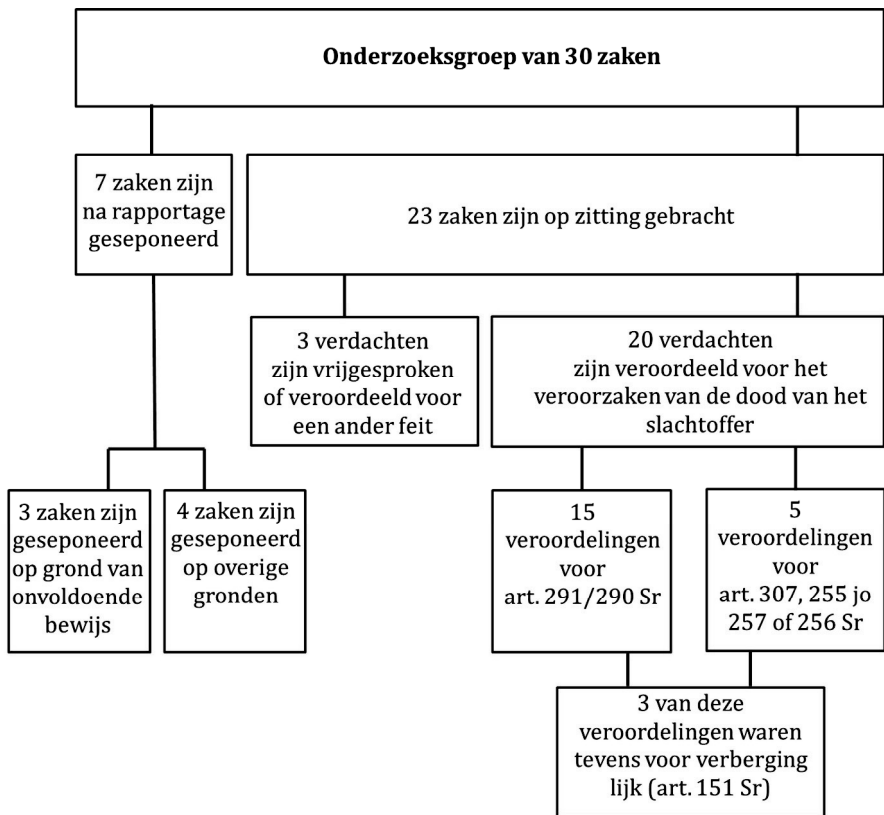 Onderzoeksgroep van 30 zaken
7 zaken zijn
na rapportage
geseponeerd
23 zaken zijn op zitting gebracht
3 verdachten
zijn vrijgesproken
of veroordeeld voor
een ander feit
20 verdachten
zijn veroordeeld voor het
veroorzaken van de dood van het
slachtoffer
3 zaken zijn
geseponeerd
op grond van
onvoldoende
bewijs
4 zaken zijn
geseponeerd
op overige
gronden
15
veroordelingen
voor
art. 291/290 Sr
5
veroordelingen
voor
art. 307, 255 jo
257 of 256 Sr
3 van deze
veroordelingen waren
tevens voor verberging
lijk (art. 151 Sr)